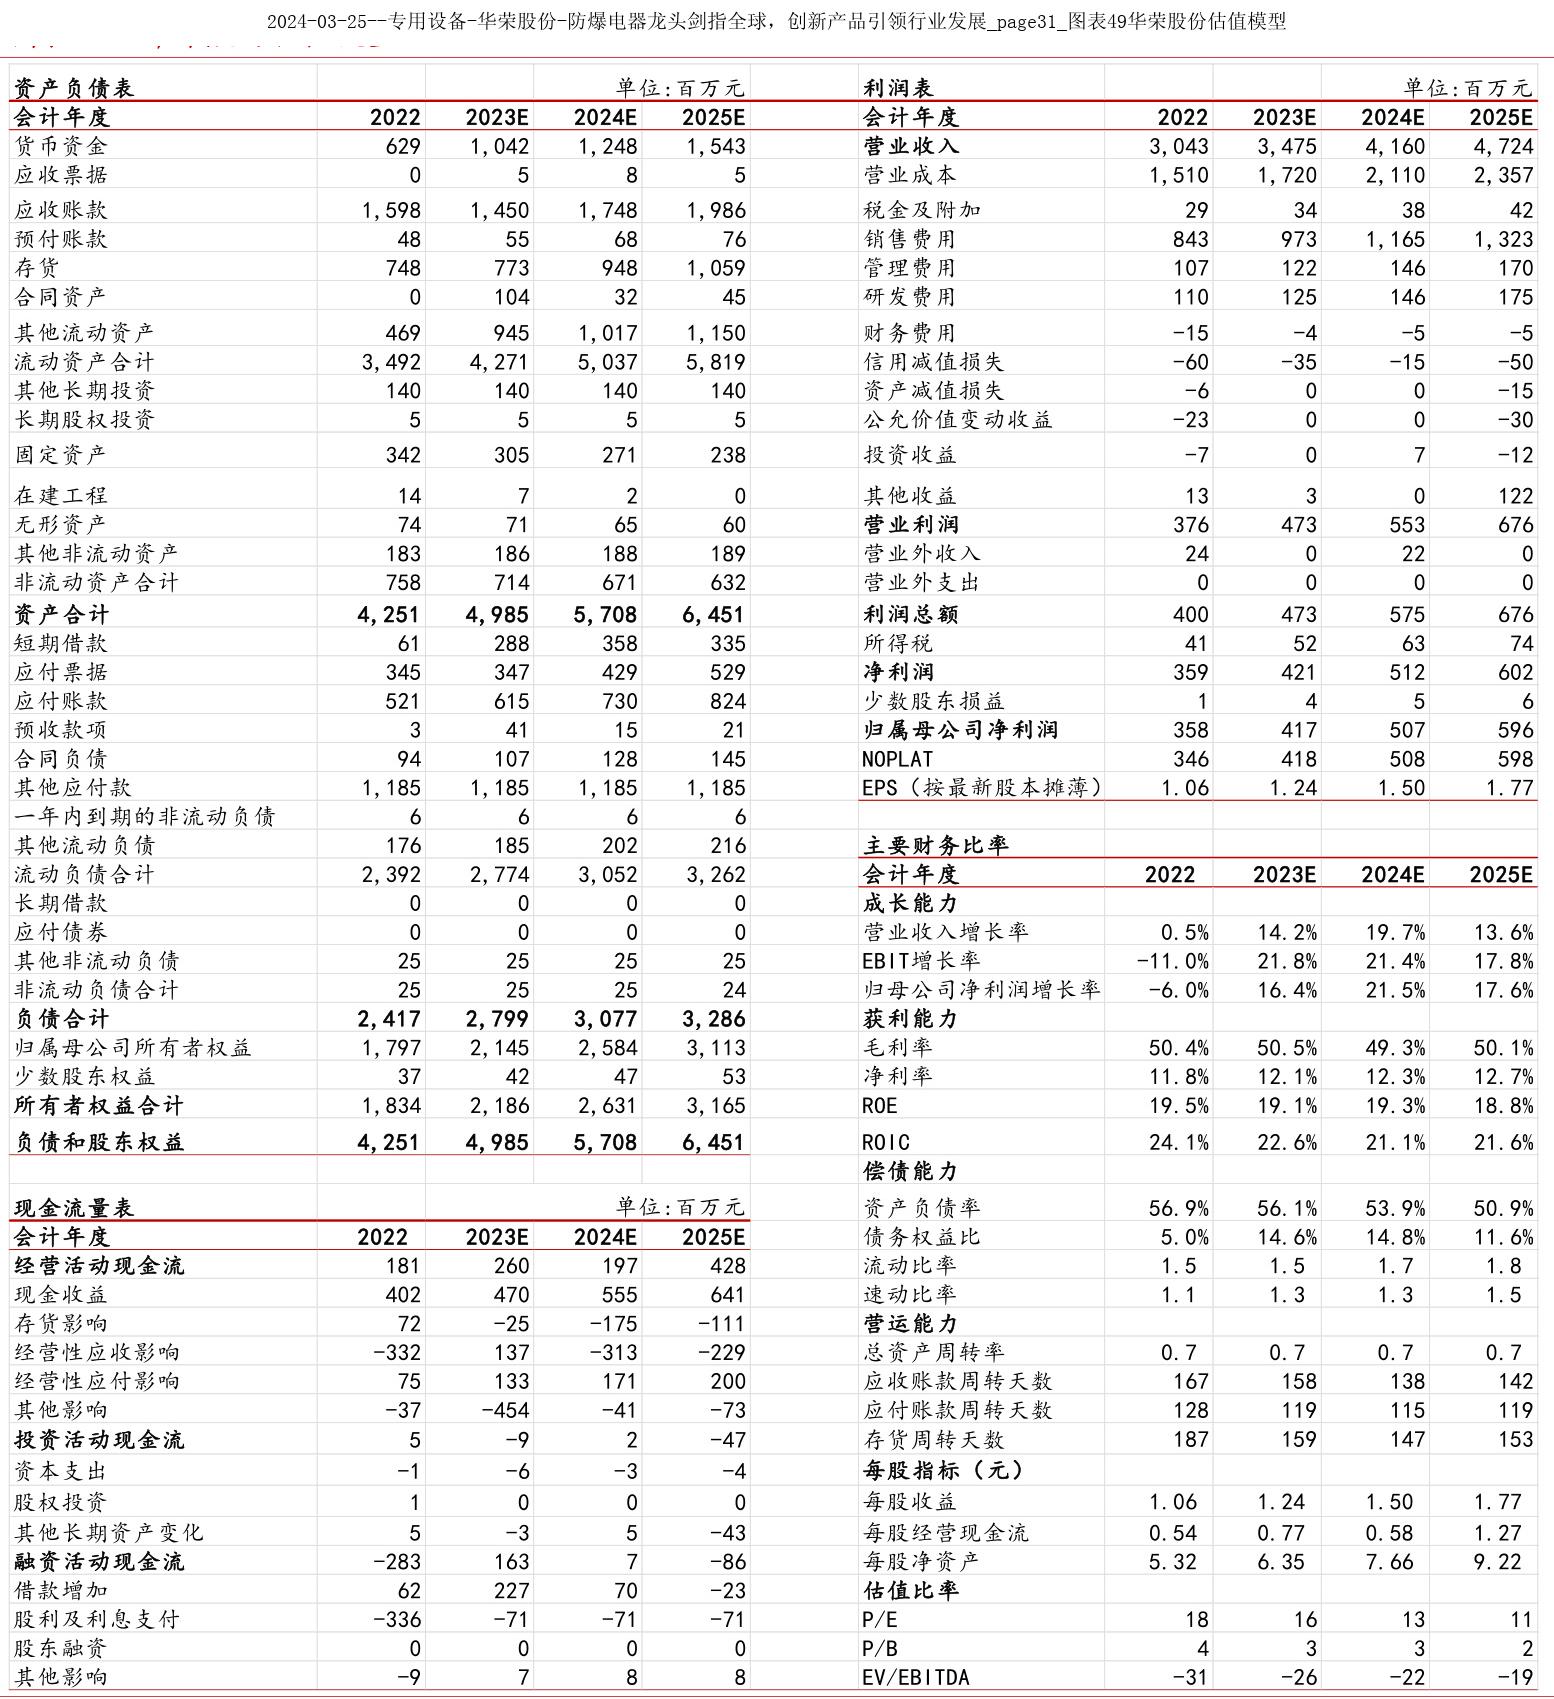 2024-03-25--专用设备-华荣股份-防爆电器龙头剑指全球，创新产品引领行业发展_page31_图表49华荣股份估值模型
资产负债表 单位:百万元
会计年度 2022 2023E 2024E 2025E
货币资金 629 1,042 1,248 1,543
应收票据 0 5 8 5
应收账款 1,598 1,450 1,748 1,986
预付账款 48 55 68 76
存货 748 773 948 1,059
合同资产 0 104 32 45
其他流动资产 469 945 1,017 1,150
流动资产合计 3,492 4,271 5,037 5,819
其他长期投资 140 140 140 140
长期股权投资 5 5 5 5
固定资产 342 305 271 238
在建工程 14 7 2 0
无形资产 74 71 65 60
其他非流动资产 183 186 188 189
非流动资产合计 758 714 671 632
资产合计 4,251 4,985 5,708 6,451
短期借款 61 288 358 335
应付票据 345 347 429 529
应付账款 521 615 730 824
预收款项 3 41 15 21
合同负债 94 107 128 145
其他应付款 1,185 1,185 1,185 1,185
一年内到期的非流动负债 6 6 6 6
其他流动负债 176 185 202 216
流动负债合计 2,392 2,774 3,052 3,262
长期借款 0 0 0 0
应付债券 0 0 0 0
其他非流动负债 25 25 25 25
非流动负债合计 25 25 25 24
负债合计 2,417 2,799 3,077 3,286
归属母公司所有者权益 1,797 2,145 2,584 3,113
少数股东权益 37 42 47 53
所有者权益合计 1,834 2,186 2,631 3,165
负债和股东权益 4,251 4,985 5,708 6,451
现金流量表 单位:百万元
会计年度 2022 2023E 2024E 2025E
经营活动现金流 181 260 197 428
现金收益 402 470 555 641
存货影响 72 -25 -175 -111
经营性应收影响 -332 137 -313 -229
经营性应付影响 75 133 171 200
其他影响 -37 -454 -41 -73
投资活动现金流 5 -9 2 -47
资本支出 -1 -6 -3 -4
股权投资 1 0 0 0
其他长期资产变化 5 -3 5 -43
融资活动现金流 -283 163 7 -86
借款增加 62 227 70 -23
股利及利息支付 -336 -71 -71 -71
股东融资 0 0 0 0
其他影响 -9 7 8 8
利润表 单位:百万元
会计年度 2022 2023E 2024E 2025E
营业收入 3,043 3,475 4,160 4,724
营业成本 1,510 1,720 2,110 2,357
税金及附加 29 34 38 42
销售费用 843 973 1,165 1,323
管理费用 107 122 146 170
研发费用 110 125 146 175
财务费用 -15 -4 -5 -5
信用减值损失 -60 -35 -15 -50
资产减值损失 -6 0 0 -15
公允价值变动收益 -23 0 0 -30
投资收益 -7 0 7 -12
其他收益 13 3 0 122
营业利润 376 473 553 676
营业外收入 24 0 22 0
营业外支出 0 0 0 0
利润总额 400 473 575 676
所得税 41 52 63 74
净利润 359 421 512 602
少数股东损益 1 4 5 6
归属母公司净利润 358 417 507 596
NOPLAT 346 418 508 598
EPS（按最新股本摊薄） 1.06 1.24 1.50 1.77
主要财务比率
会计年度 2022 2023E 2024E 2025E
成长能力
营业收入增长率 0.5% 14.2% 19.7% 13.6%
EBIT增长率 -11.0% 21.8% 21.4% 17.8%
归母公司净利润增长率 -6.0% 16.4% 21.5% 17.6%
获利能力
毛利率 50.4% 50.5% 49.3% 50.1%
净利率 11.8% 12.1% 12.3% 12.7%
ROE 19.5% 19.1% 19.3% 18.8%
ROIC 24.1% 22.6% 21.1% 21.6%
偿债能力
资产负债率 56.9% 56.1% 53.9% 50.9%
债务权益比 5.0% 14.6% 14.8% 11.6%
流动比率 1.5 1.5 1.7 1.8
速动比率 1.1 1.3 1.3 1.5
营运能力
总资产周转率 0.7 0.7 0.7 0.7
应收账款周转天数 167 158 138 142
应付账款周转天数 128 119 115 119
存货周转天数 187 159 147 153
每股指标（元）
每股收益 1.06 1.24 1.50 1.77
每股经营现金流 0.54 0.77 0.58 1.27
每股净资产 5.32 6.35 7.66 9.22
估值比率
P/E 18 16 13 11
P/B 4 3 3 2
EV/EBITDA -31 -26 -22 -19